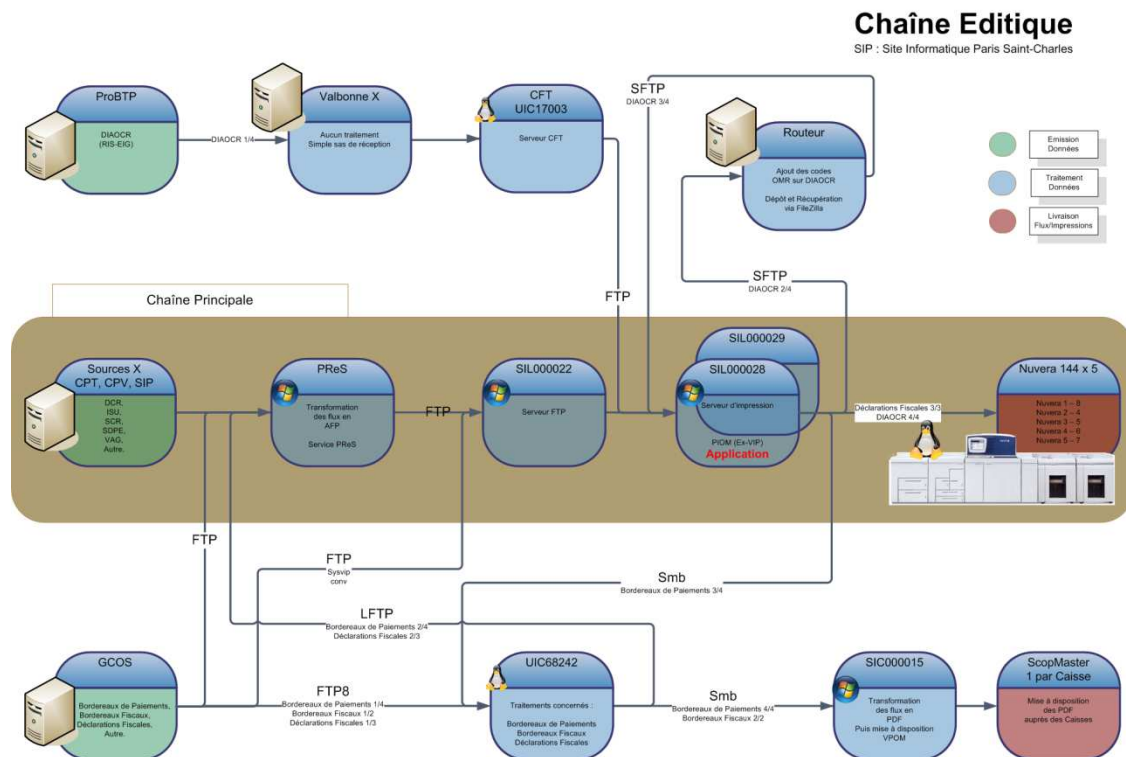 Chaîne Editique
SIP : Site Informatique Paris Saint-Charles
ProBTP
DIAOCR
(RIS-EIG)
DIAOCR 1/4
Valbonne X
Aucun traitement
Simple sas de réception
CFT
UIC17003
Serveur CFT
SFTP
DIAOCR 3/4
Routeur
Ajout des codes
OMR sur DIAOCR
Dépôt et Récupération
via FileZilla
Emission
Données
Traitement
Données
Livraison
Flux/Impressions
SFTP
DIAOCR 2/4
FTP
Chaîne Principale
Sources X
CPT, CPV, SIP
DCR,
ISU,
SCR,
SDPE,
VAG,
Autre.
PReS
Transformation
des flux en
AFP
Service PReS
FTP
SIL000022
Serveur FTP
SIL000029
SIL000028
Serveur d'impression
PIOM (Ex-VIP)
Application
Déclarations Fiscales 3/3
DIAOCR 4/4
Nuvera 144 x 5
Nuvera 1 – 8
Nuvera 2 – 4
Nuvera 3 – 5
Nuvera 4 – 6
Nuvera 5 – 7
FTP
FTP
Sysvip
conv
Smb
Bordereaux de Paiements 3/4
LFTP
Bordereaux de Paiements 2/4
Déclarations Fiscales 2/3
GCOS
Bordereaux de Paiements,
Bordereaux Fiscaux,
Déclarations Fiscales,
Autre.
FTP8
Bordereaux de Paiements 1/4
Bordereaux Fiscaux 1/2
Déclarations Fiscales 1/3
UIC68242
Traitements concernés :
Bordereaux de Paiements
Bordereaux Fiscaux
Déclarations Fiscales
Smb
Bordereaux de Paiements 4/4
Bordereaux Fiscaux 2/2
SIC000015
Transformation
des flux en
PDF
Puis mise à disposition
VPOM
ScopMaster
1 par Caisse
Mise à disposition
des PDF
auprès des Caisses